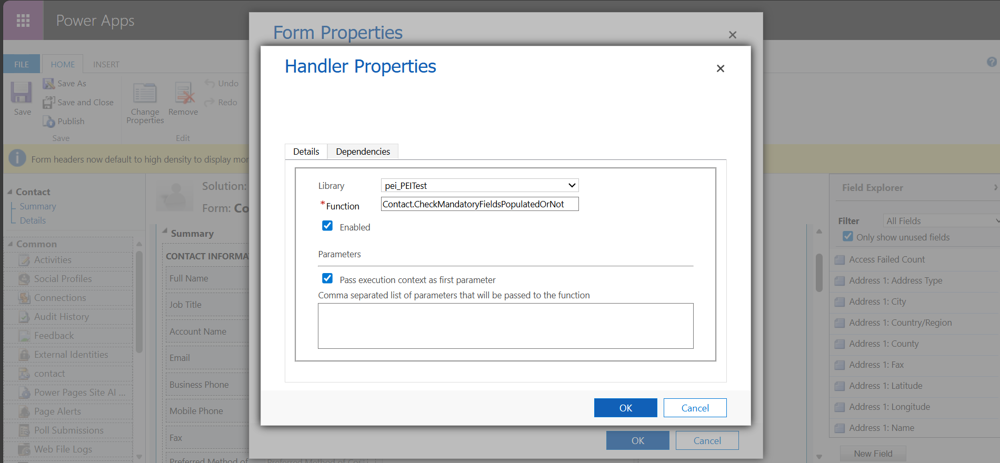 Power Apps
Form Properties
Handler Properties
FILE
HOME
INSERT
Save
Save As
Save and Close
Publish
Save
Change
Properties
Remove
Undo
Redo
Edit
Form headers now default to high density to display mor
Contact
Summary
Details
Common
Activities
Social Profiles
Connections
Audit History
Feedback
External Identities
contact
Power Pages Site AI ...
Page Alerts
Poll Submissions
Web File Logs
Solution:
Form: Co
Summary
CONTACT INFORMA
Full Name
Job Title
Account Name
Email
Business Phone
Mobile Phone
Fax
Preferred Method of
Details
Dependencies
Library
pei_PEITest
*Function
Contact.CheckMandatoryFieldsPopulatedOrNot
Enabled
Parameters
Pass execution context as first parameter
Comma separated list of parameters that will be passed to the function
OK
Cancel
OK
Cancel
Field Explorer
Filter
All Fields
Only show unused fields
Access Failed Count
Address 1: Address Type
Address 1: City
Address 1: Country/Region
Address 1: County
Address 1: Fax
Address 1: Latitude
Address 1: Longitude
Address 1: Name
New Field